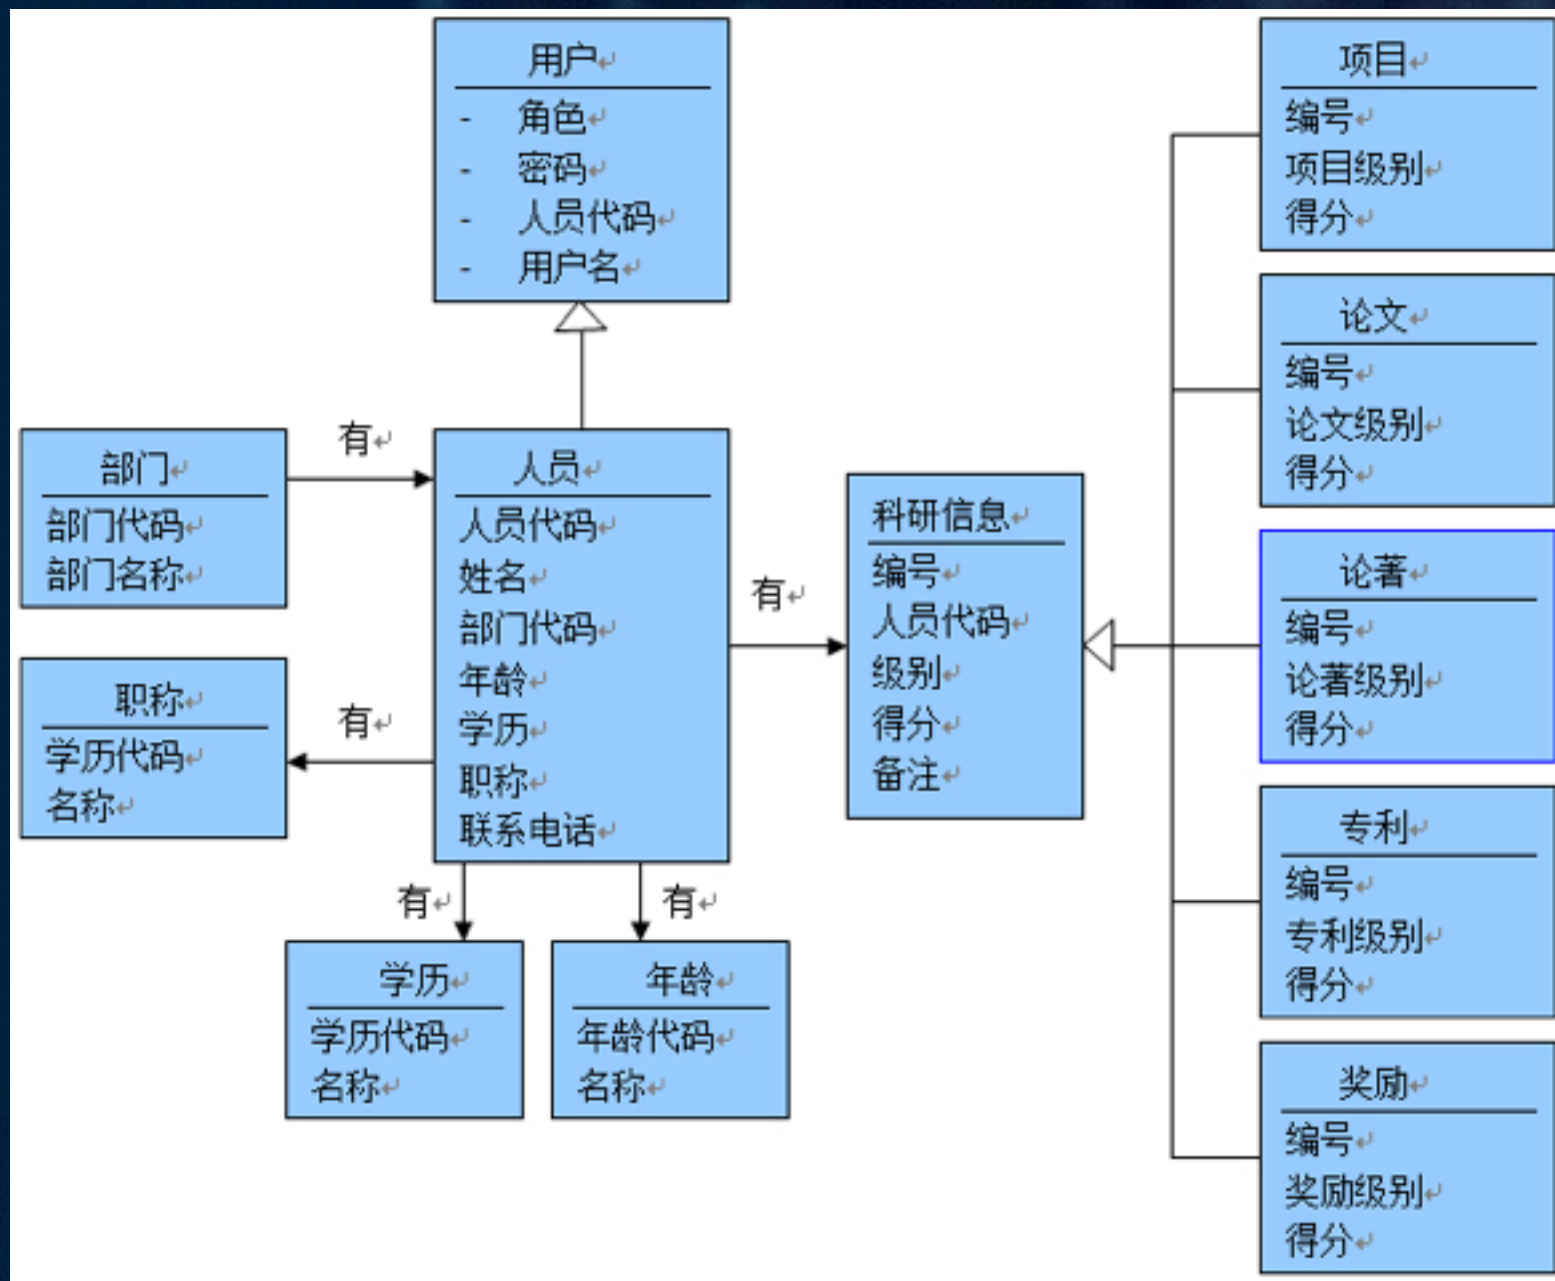 用户
- 角色
- 密码
- 人员代码
- 用户名
有
部门
部门代码
部门名称
人员
人员代码
姓名
部门代码
年龄
学历
职称
联系电话
有
职称
学历代码
名称
有
学历
学历代码
名称
有
年龄
年龄代码
名称
有
科研信息
编号
人员代码
级别
得分
备注
项目
编号
项目级别
得分
论文
编号
论文级别
得分
论著
编号
论著级别
得分
专利
编号
专利级别
得分
奖励
编号
奖励级别
得分